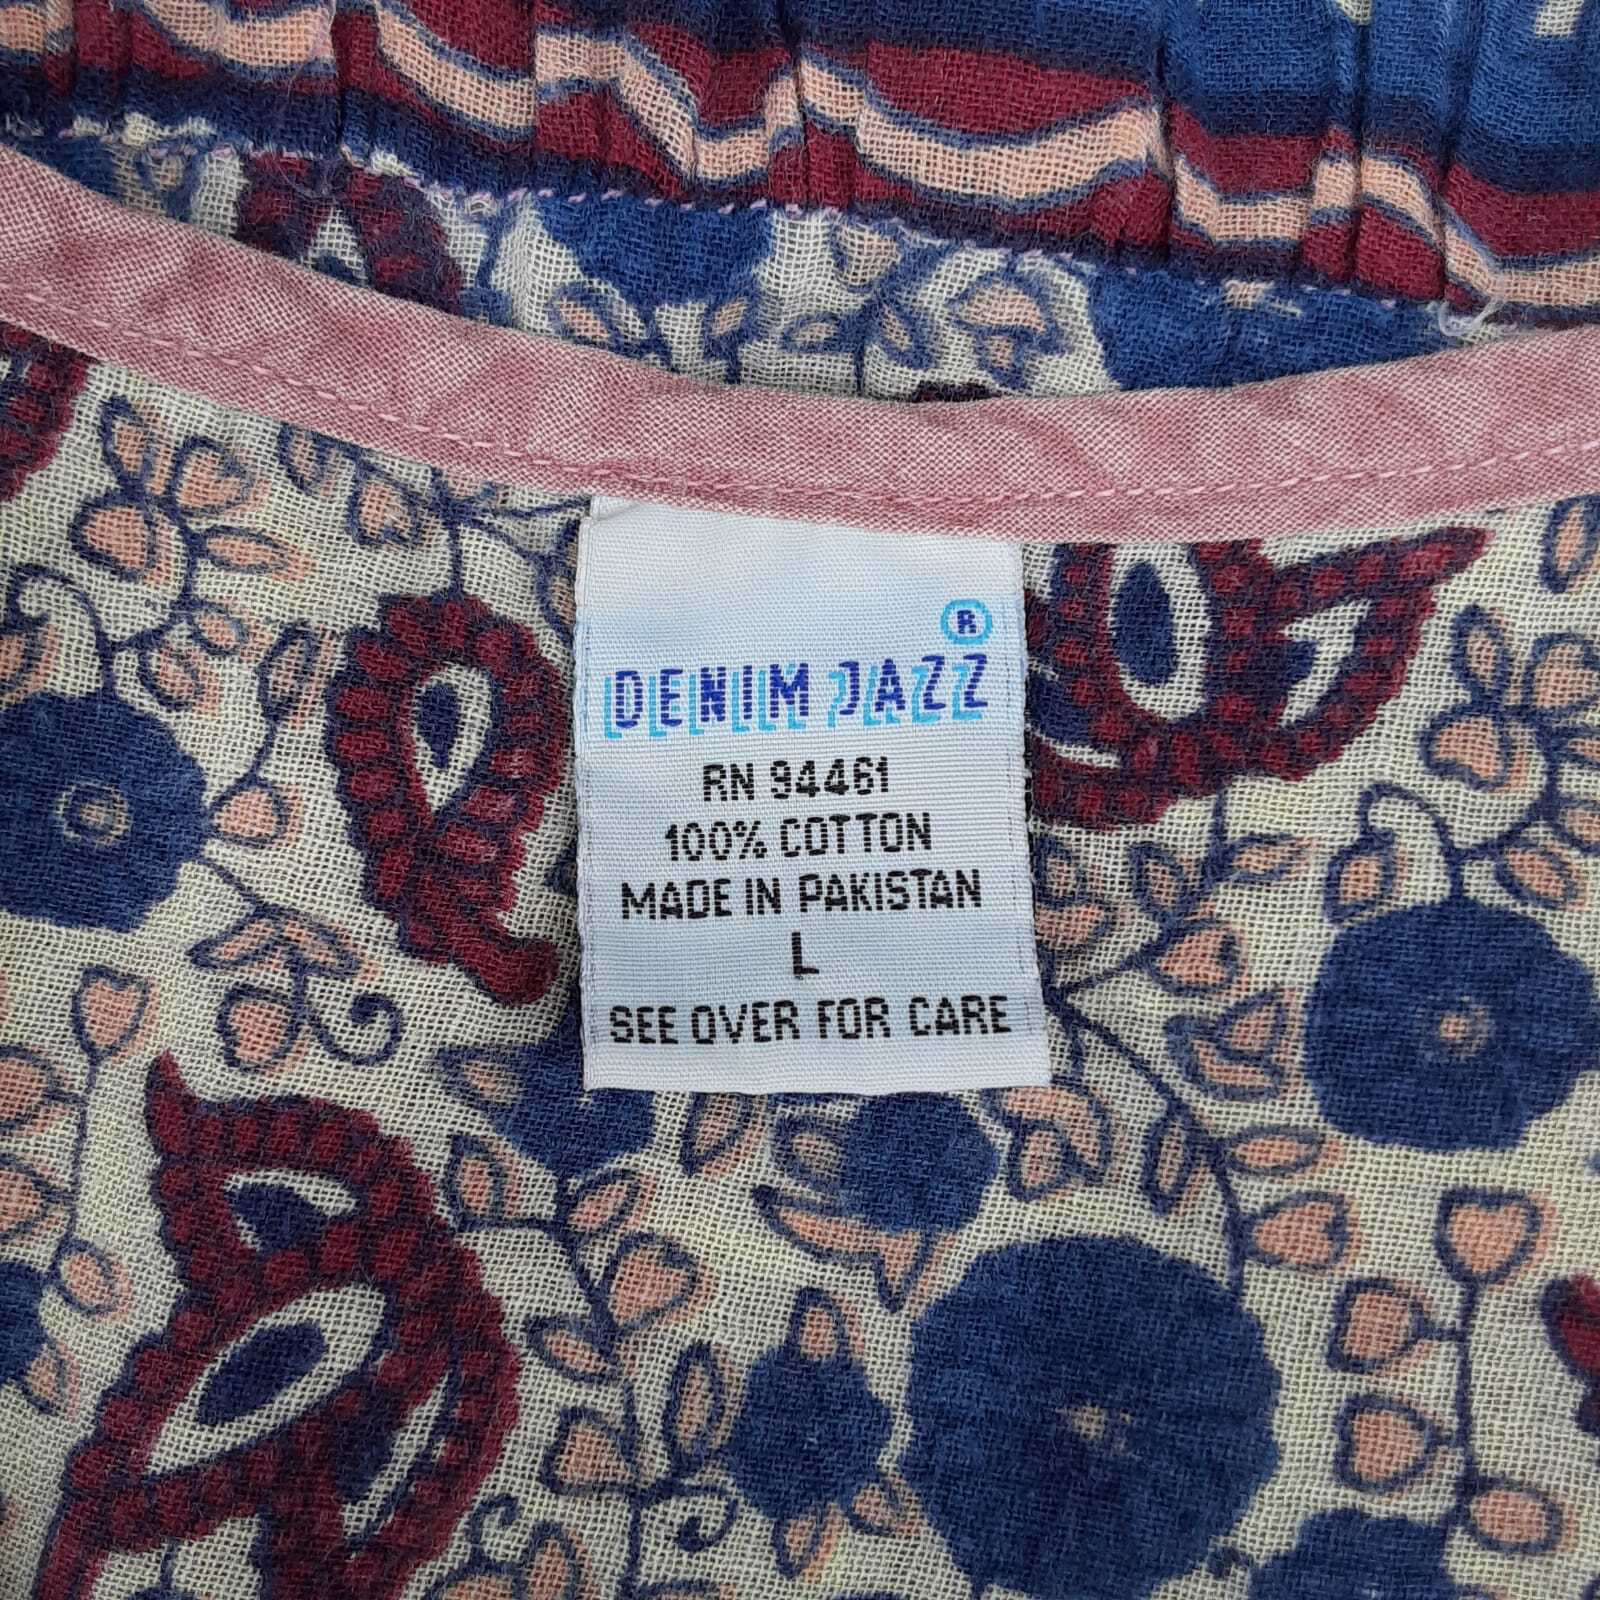 ®
DENIM JAZZ
RN 94461
100% COTTON
MADE IN PAKISTAN
L
SEE OVER FOR CARE